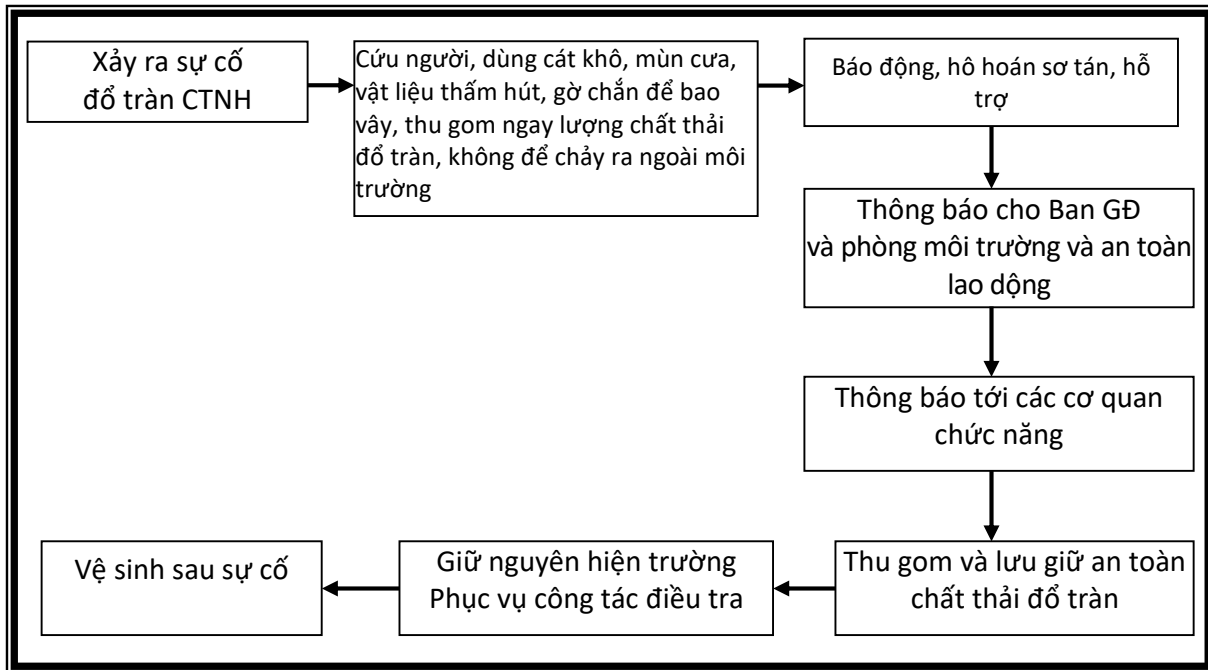 Xảy ra sự cố
đổ tràn CTNH
Cứu người, dùng cát khô, mùn cưa,
vật liệu thấm hút, gờ chắn để bao
vây, thu gom ngay lượng chất thải
đổ tràn, không để chảy ra ngoài môi
trường
Báo động, hô hoán sơ tán, hỗ
trợ
Thông báo cho Ban GĐ
và phòng môi trường và an toàn
lao dộng
Thông báo tới các cơ quan
chức năng
Thu gom và lưu giữ an toàn
chất thải đổ tràn
Giữ nguyên hiện trường
Phục vụ công tác điều tra
Vệ sinh sau sự cố